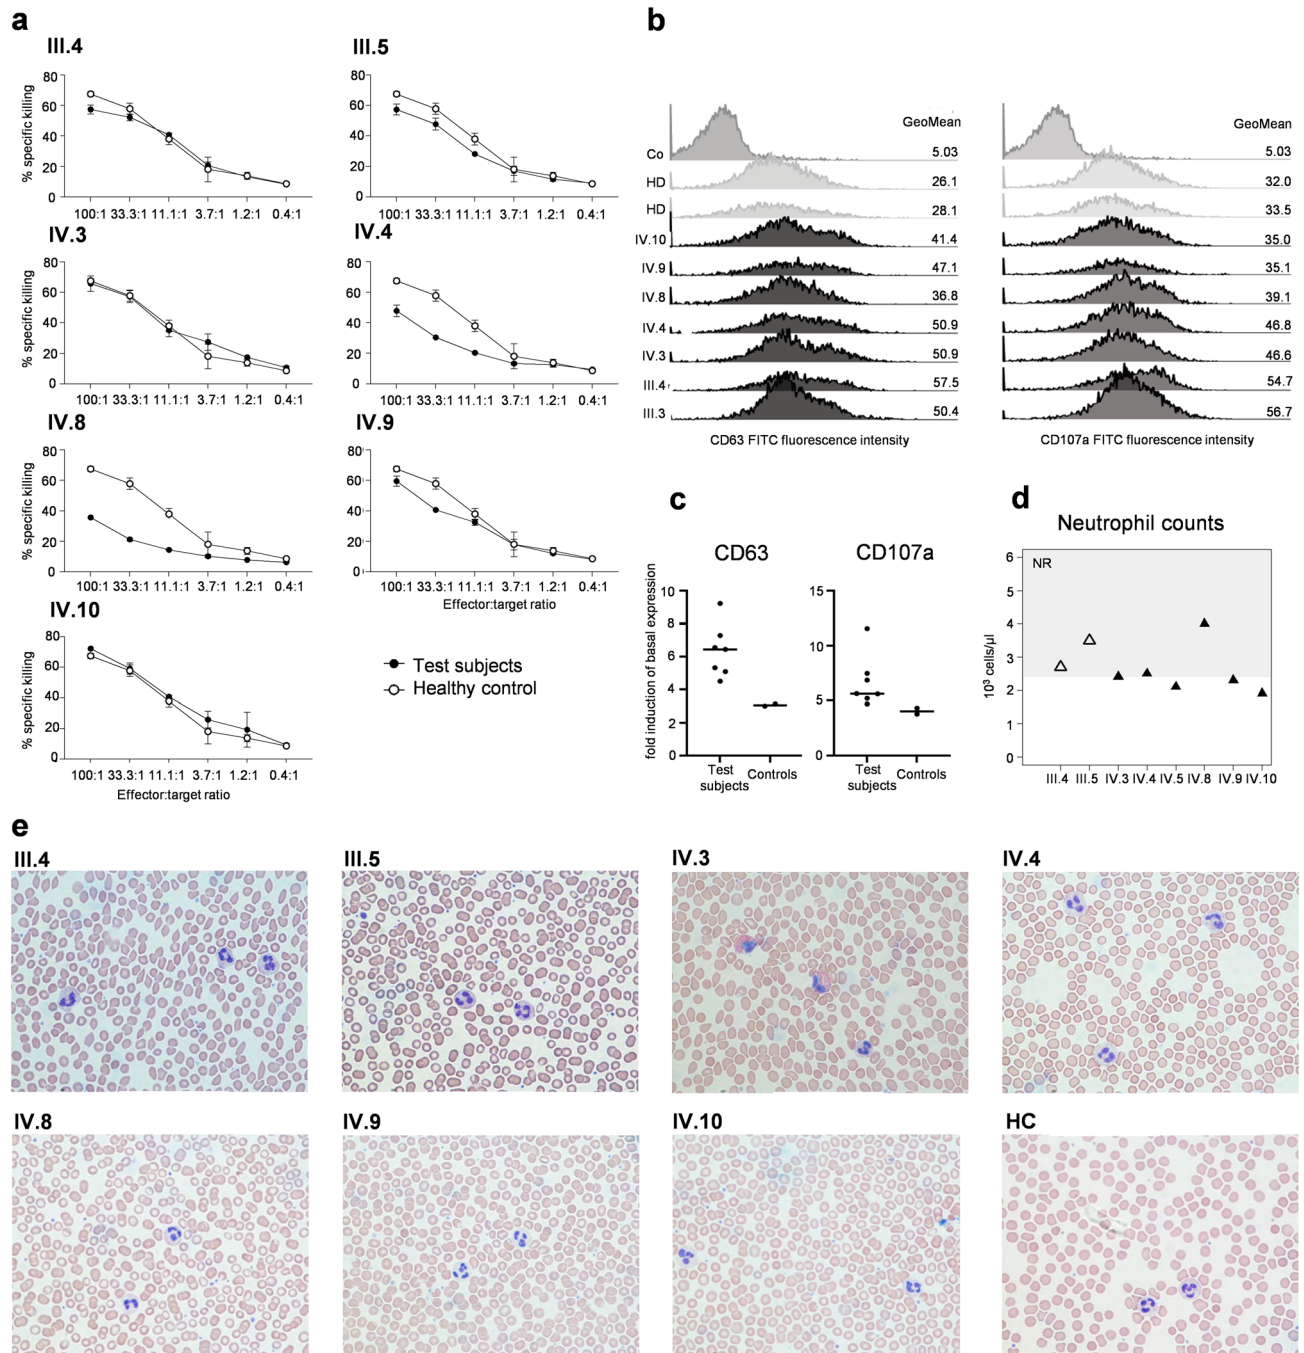 a
III.4
% specific killing
80
60
40
20
0
100:1 33.3:1 11.1:1 3.7:1 1.2:1 0.4:1
III.5
80
60
40
20
0
100:1 33.3:1 11.1:1 3.7:1 1.2:1 0.4:1
IV.3
% specific killing
80
60
40
20
0
100:1 33.3:1 11.1:1 3.7:1 1.2:1 0.4:1
IV.4
80
60
40
20
0
100:1 33.3:1 11.1:1 3.7:1 1.2:1 0.4:1
IV.8
% specific killing
80
60
40
20
0
100:1 33.3:1 11.1:1 3.7:1 1.2:1 0.4:1
IV.9
80
60
40
20
0
100:1 33.3:1 11.1:1 3.7:1 1.2:1 0.4:1
Effector:target ratio
IV.10
% specific killing
80
60
40
20
0
100:1 33.3:1 11.1:1 3.7:1 1.2:1 0.4:1
Effector:target ratio
Test subjects
Healthy control
b
GeoMean
Co 5.03
HD 26.1
HD 28.1
IV.10 41.4
IV.9 47.1
IV.8 36.8
IV.4 50.9
IV.3 50.9
III.4 57.5
III.3 50.4
CD63 FITC fluorescence intensity
GeoMean
5.03
32.0
33.5
35.0
35.1
39.1
46.8
46.6
54.7
56.7
CD107a FITC fluorescence intensity
c
fold induction of basal expression
CD63
10
8
6
4
2
0
Test subjects Controls
CD107a
15
10
5
0
Test subjects Controls
d
Neutrophil counts
NR
10³ cells/µl
6
5
4
3
2
1
0
III.4 III.5 IV.3 IV.4 IV.5 IV.8 IV.9 IV.10
e
III.4
III.5
IV.3
IV.4
IV.8
IV.9
IV.10
HC